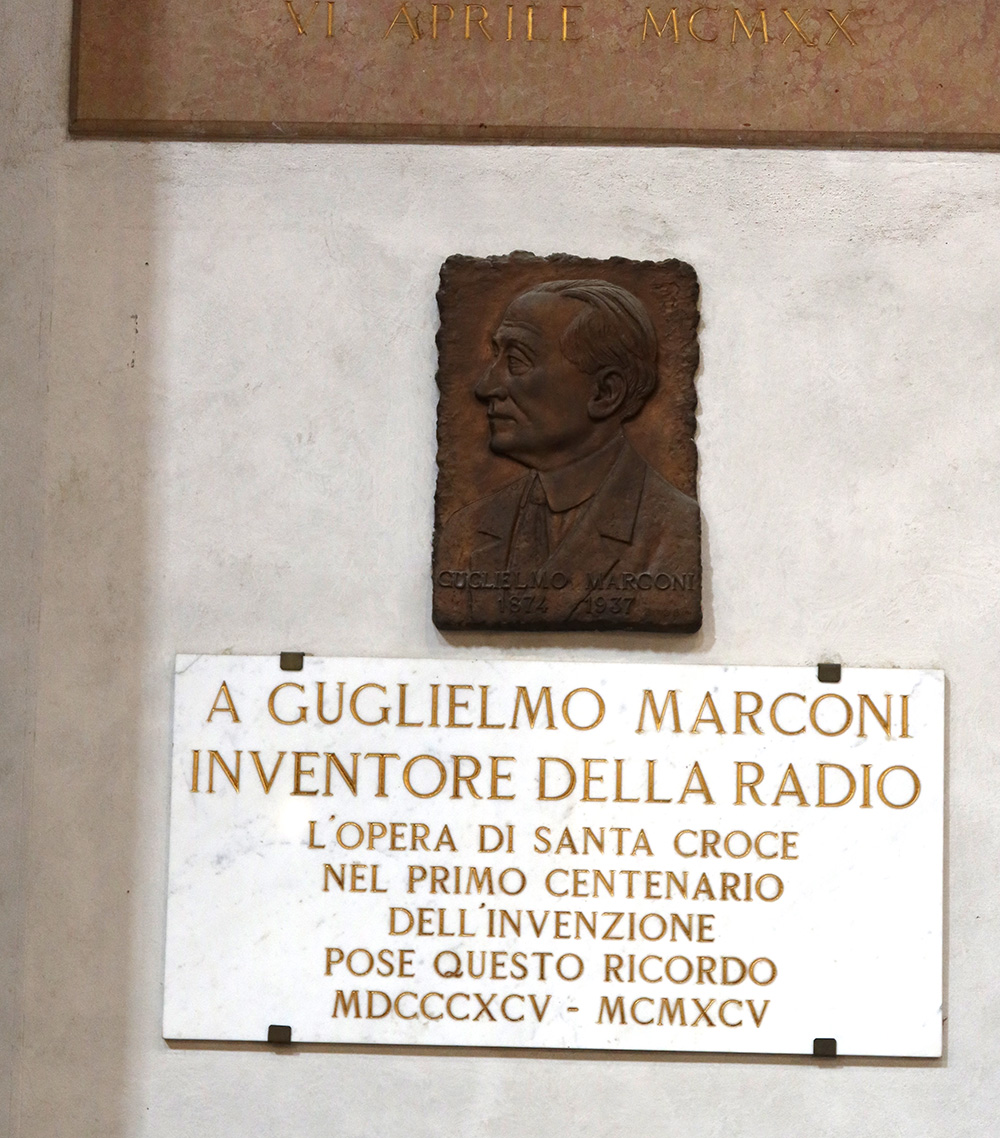 VI APRILE MCMXX
GUGLIELMO MARCONI
1874 1937
A GUGLIELMO MARCONI
INVENTORE DELLA RADIO
L'OPERA DI SANTA CROCE
NEL PRIMO CENTENARIO
DELL'INVENZIONE
POSE QUESTO RICORDO
MDCCCXCV - MCMXCV